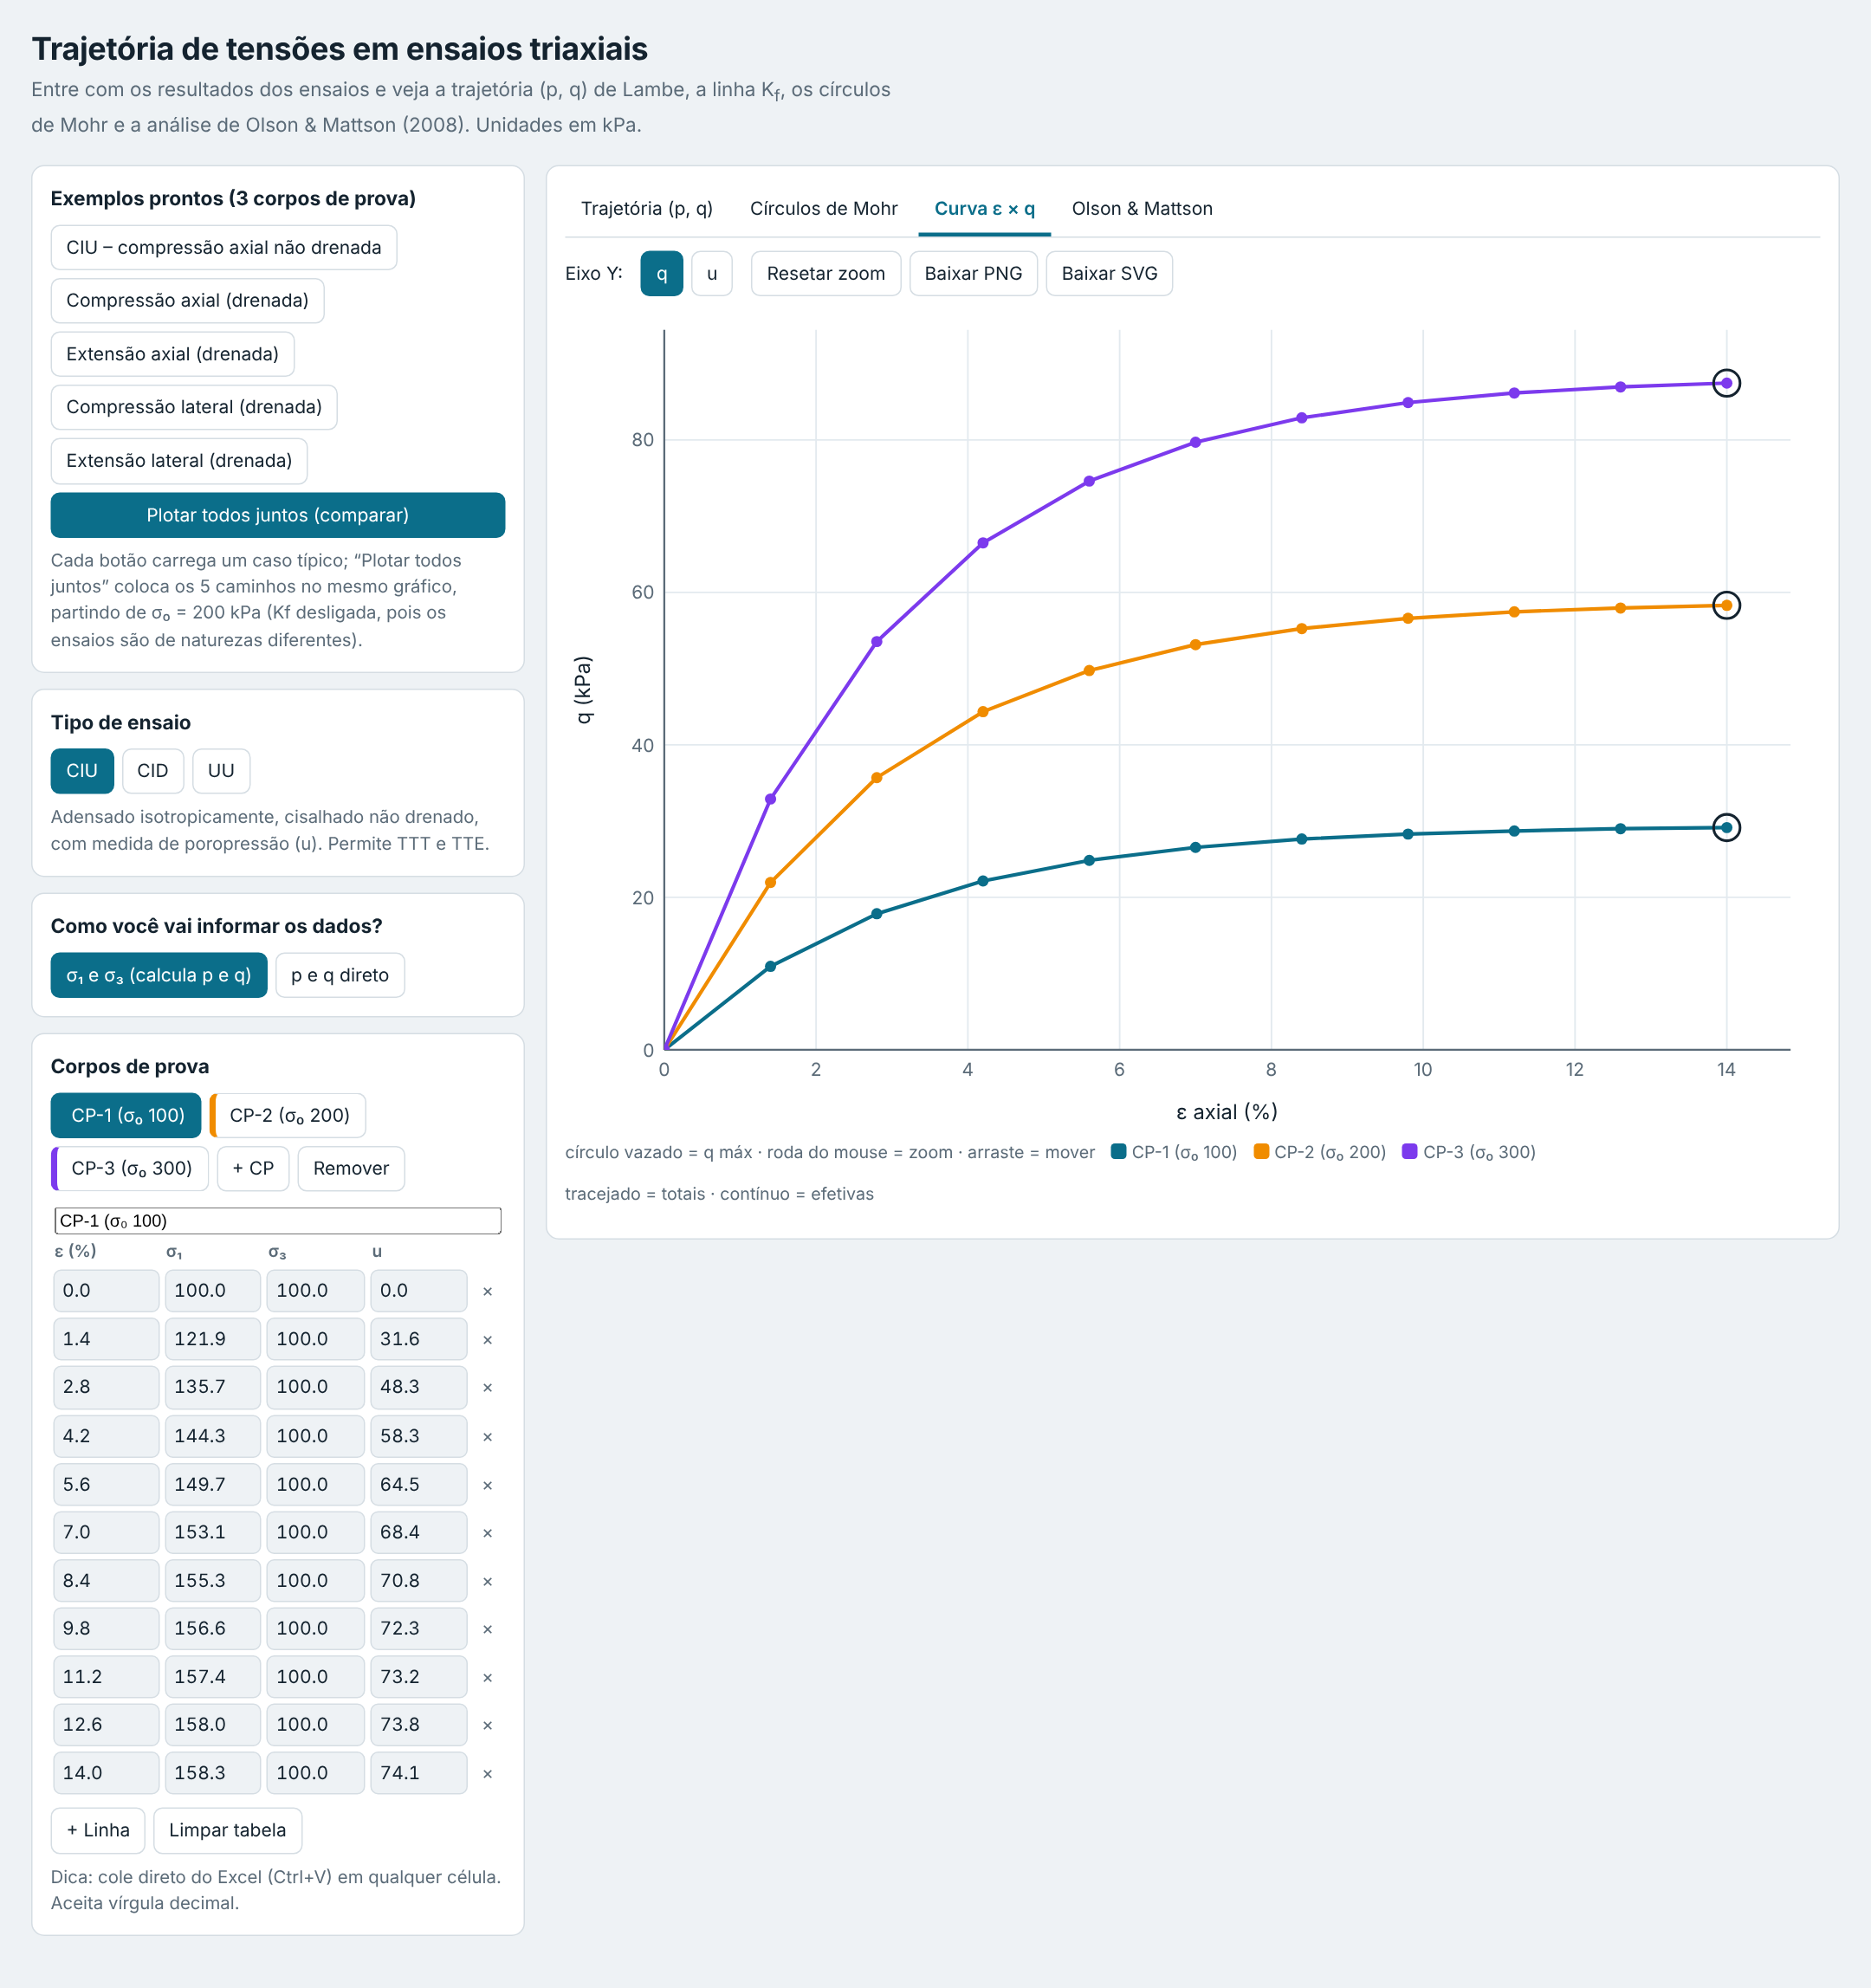 Trajetória de tensões em ensaios triaxiais
Entre com os resultados dos ensaios e veja a trajetória (p, q) de Lambe, a linha Kf, os círculos
de Mohr e a análise de Olson & Mattson (2008). Unidades em kPa.
Exemplos prontos (3 corpos de prova)
CIU – compressão axial não drenada
Compressão axial (drenada)
Extensão axial (drenada)
Compressão lateral (drenada)
Extensão lateral (drenada)
Plotar todos juntos (comparar)
Cada botão carrega um caso típico; “Plotar todos
juntos” coloca os 5 caminhos no mesmo gráfico,
partindo de σ₀ = 200 kPa (Kf desligada, pois os
ensaios são de naturezas diferentes).
Tipo de ensaio
CIU CID UU
Adensado isotropicamente, cisalhado não drenado,
com medida de poropressão (u). Permite TTT e TTE.
Como você vai informar os dados?
σ₁ e σ₃ (calcula p e q) p e q direto
Corpos de prova
CP-1 (σ₀ 100) CP-2 (σ₀ 200)
CP-3 (σ₀ 300) + CP Remover
CP-1 (σ₀ 100)
ε (%) σ₁ σ₃ u
0.0 100.0 100.0 0.0 ×
1.4 121.9 100.0 31.6 ×
2.8 135.7 100.0 48.3 ×
4.2 144.3 100.0 58.3 ×
5.6 149.7 100.0 64.5 ×
7.0 153.1 100.0 68.4 ×
8.4 155.3 100.0 70.8 ×
9.8 156.6 100.0 72.3 ×
11.2 157.4 100.0 73.2 ×
12.6 158.0 100.0 73.8 ×
14.0 158.3 100.0 74.1 ×
+ Linha Limpar tabela
Dica: cole direto do Excel (Ctrl+V) em qualquer célula.
Aceita vírgula decimal.
Trajetória (p, q) Círculos de Mohr Curva ε × q Olson & Mattson
Eixo Y: q u Resetar zoom Baixar PNG Baixar SVG
80
60
40
20
0
q (kPa)
0 2 4 6 8 10 12 14
ε axial (%)
círculo vazado = q máx · roda do mouse = zoom · arraste = mover CP-1 (σ₀ 100) CP-2 (σ₀ 200) CP-3 (σ₀ 300)
tracejado = totais · contínuo = efetivas